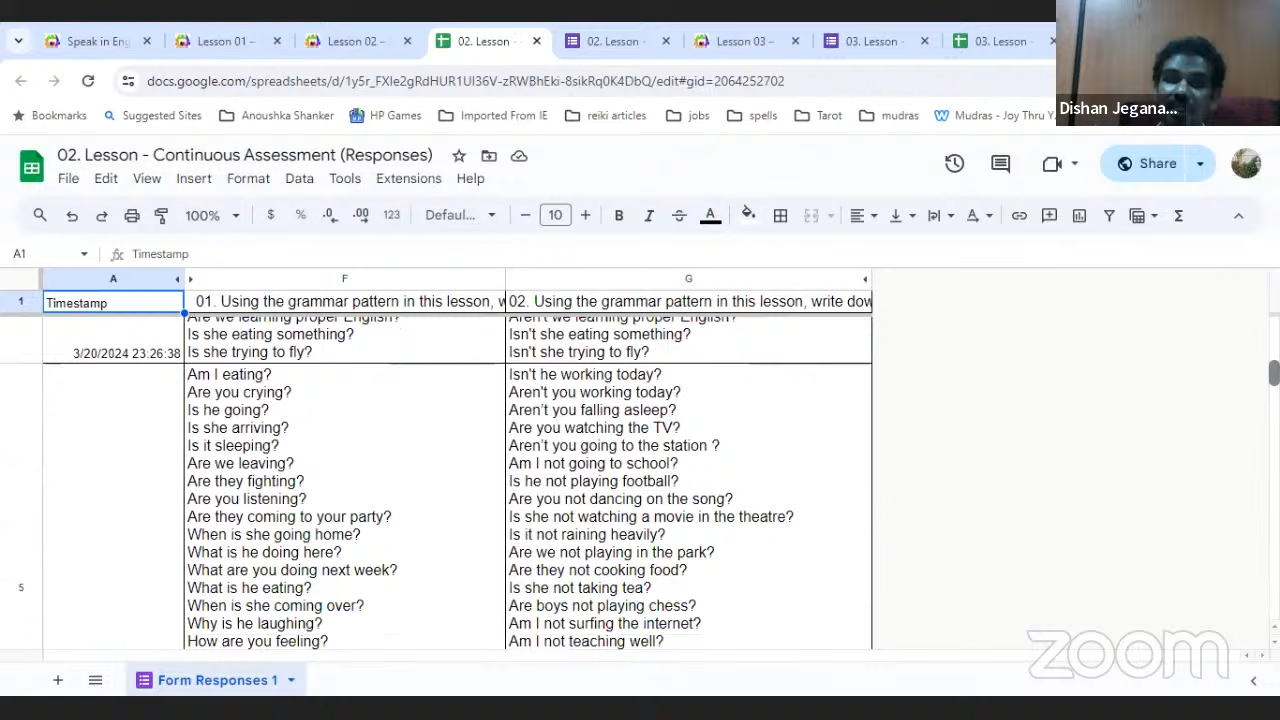 Speak in Eng
Lesson 01 –
Lesson 02 –
02. Lesson -
02. Lesson -
Lesson 03 –
03. Lesson -
03. Lesson -
docs.google.com/spreadsheets/d/1y5r_FXIe2gRdHUR1UI36V-zRWBhEki-8sikRq0K4DbQ/edit#gid=2064252702
Bookmarks
Suggested Sites
Anoushka Shanker
HP Games
Imported From IE
reiki articles
jobs
spells
Tarot
mudras
Mudras - Joy Thru Y
Dishan Jegana...
02. Lesson - Continuous Assessment (Responses)
File Edit View Insert Format Data Tools Extensions Help
Share
100% $ % .0 .00 123 Defaul... 10 B I A
A1 fx Timestamp
A F G
1 Timestamp 01. Using the grammar pattern in this lesson, w 02. Using the grammar pattern in this lesson, write dow
Are we learning proper English? Aren't we learning proper English?
Is she eating something? Isn't she eating something?
3/20/2024 23:26:38 Is she trying to fly? Isn't she trying to fly?
Am I eating? Isn't he working today?
Are you crying? Aren't you working today?
Is he going? Aren't you falling asleep?
Is she arriving? Are you watching the TV?
Is it sleeping? Aren't you going to the station ?
Are we leaving? Am I not going to school?
Are they fighting? Is he not playing football?
Are you listening? Are you not dancing on the song?
Are they coming to your party? Is she not watching a movie in the theatre?
When is she going home? Is it not raining heavily?
What is he doing here? Are we not playing in the park?
What are you doing next week? Are they not cooking food?
5 What is he eating? Is she not taking tea?
When is she coming over? Are boys not playing chess?
Why is he laughing? Am I not surfing the internet?
How are you feeling? Am I not teaching well?
zoom
Form Responses 1